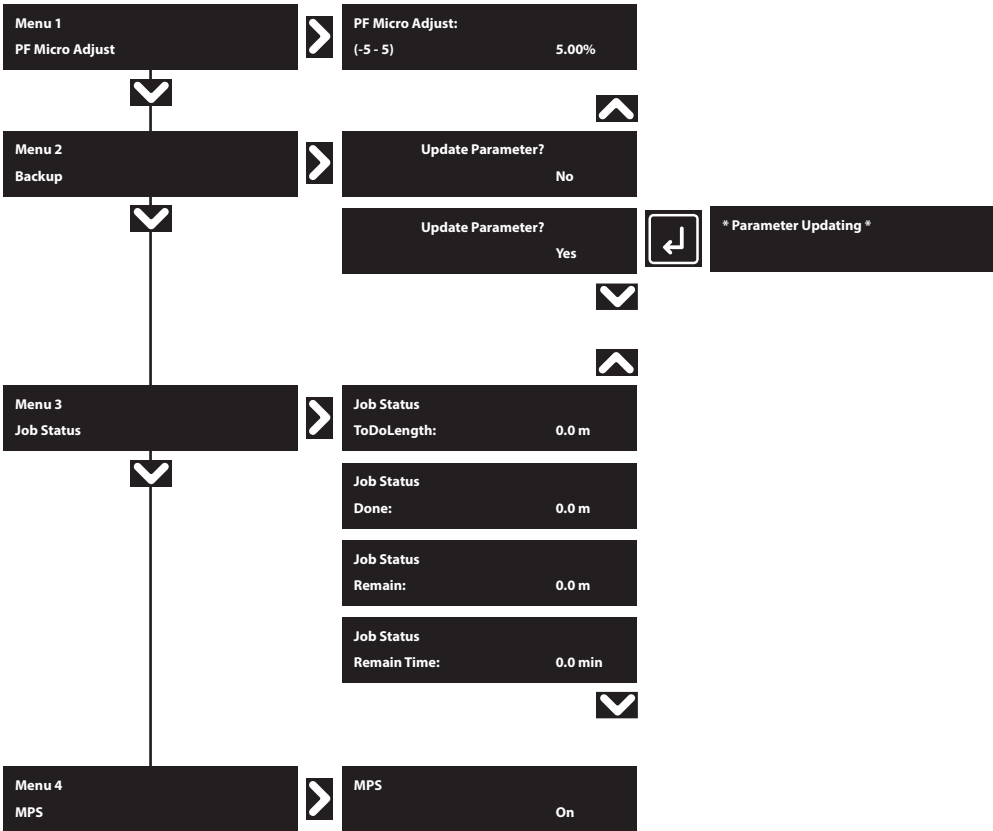 Menu 1
PF Micro Adjust
PF Micro Adjust:
(-5 - 5) 5.00%
Menu 2
Backup
Update Parameter?
No
Update Parameter?
Yes
* Parameter Updating *
Menu 3
Job Status
Job Status
ToDoLength: 0.0 m
Job Status
Done: 0.0 m
Job Status
Remain: 0.0 m
Job Status
Remain Time: 0.0 min
Menu 4
MPS
MPS
On